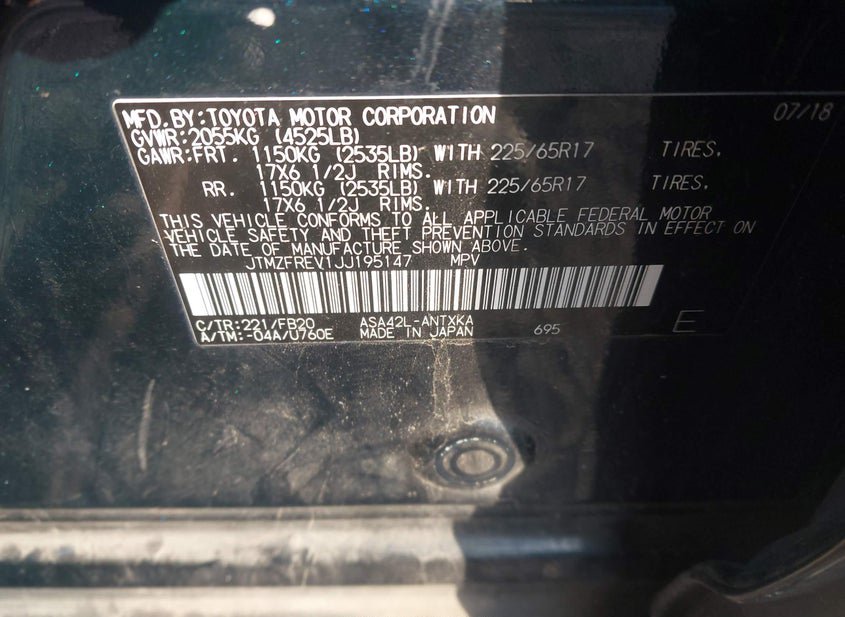 MFD.BY:TOYOTA MOTOR CORPORATION 07/18
GVWR:2055KG (4525LB)
GAWR:FRT. 1150KG (2535LB) WITH 225/65R17 TIRES.
17X6 1/2J RIMS.
RR. 1150KG (2535LB) WITH 225/65R17 TIRES.
17X6 1/2J RIMS.
THIS VEHICLE CONFORMS TO ALL APPLICABLE FEDERAL MOTOR
VEHICLE SAFETY AND THEFT PREVENTION STANDARDS IN EFFECT ON
THE DATE OF MANUFACTURE SHOWN ABOVE.
JTMZFREV1JJ195147 MPV
C/TR:221/FB20 ASA42L-ANTXKA
A/TM:-04A/U760E MADE IN JAPAN 695 E